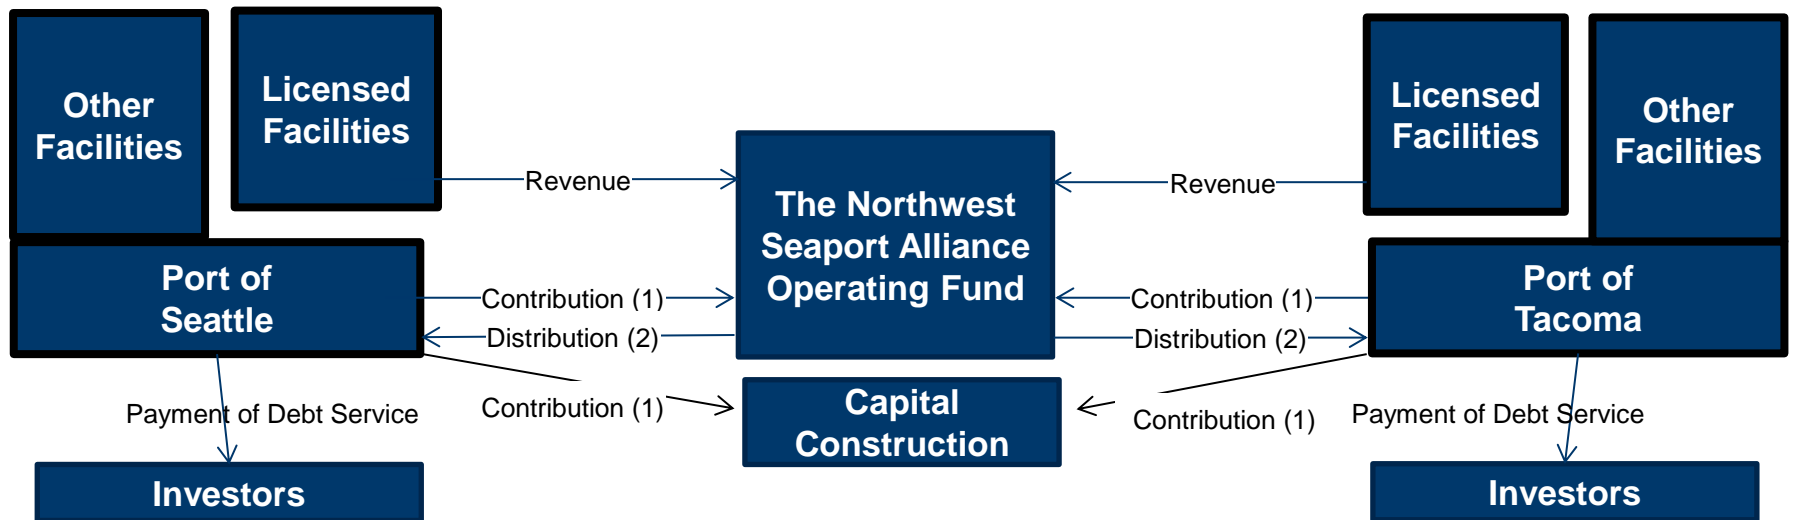 Other
Facilities
Licensed
Facilities
Licensed
Facilities
Other
Facilities
Revenue
The Northwest
Seaport Alliance
Operating Fund
Revenue
Port of
Seattle
Contribution (1)
Distribution (2)
Contribution (1)
Distribution (2)
Port of
Tacoma
Payment of Debt Service
Contribution (1)
Capital
Construction
Contribution (1)
Payment of Debt Service
Investors
Investors